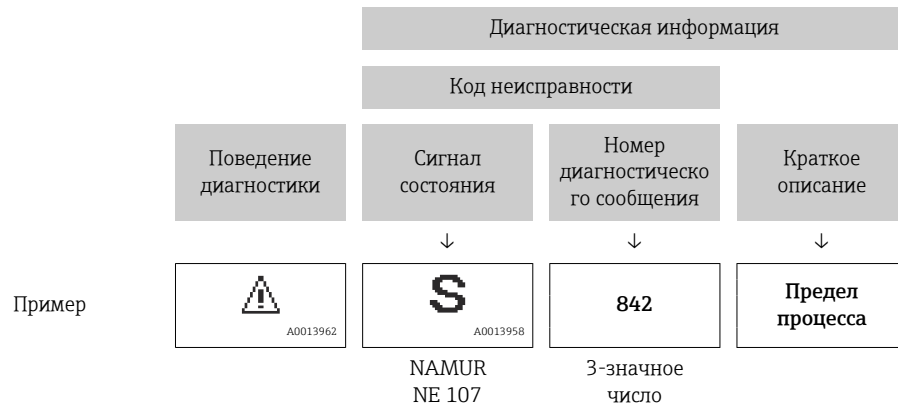 Диагностическая информация
Код неисправности
Поведение
диагностики
Сигнал
состояния
Номер
диагностическо
го сообщения
Краткое
описание
↓ ↓ ↓
Пример
A0013962
S
A0013958
842
Предел
процесса
NAMUR
NE 107
3-значное
число